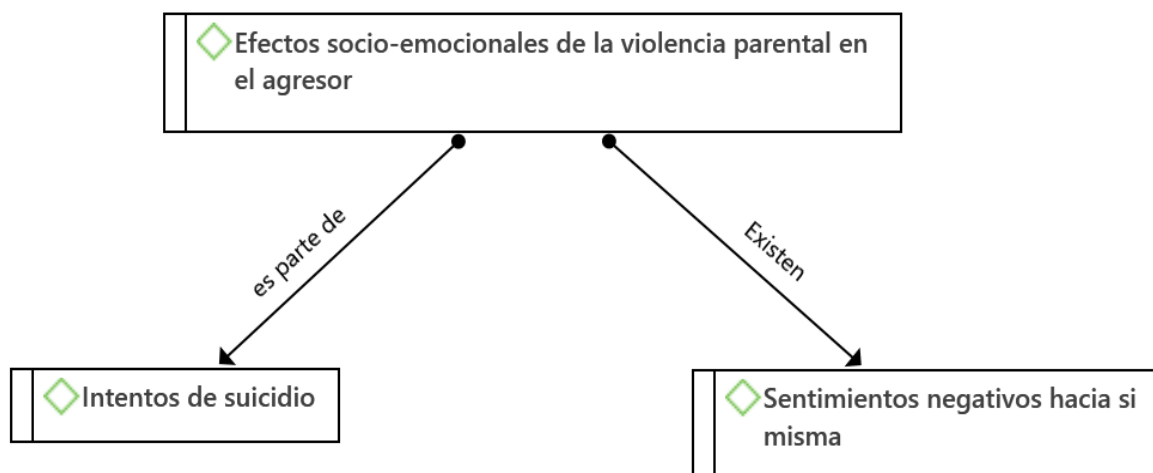 Efectos socio-emocionales de la violencia parental en
el agresor
es parte de
Existen
Intentos de suicidio
Sentimientos negativos hacia si
misma